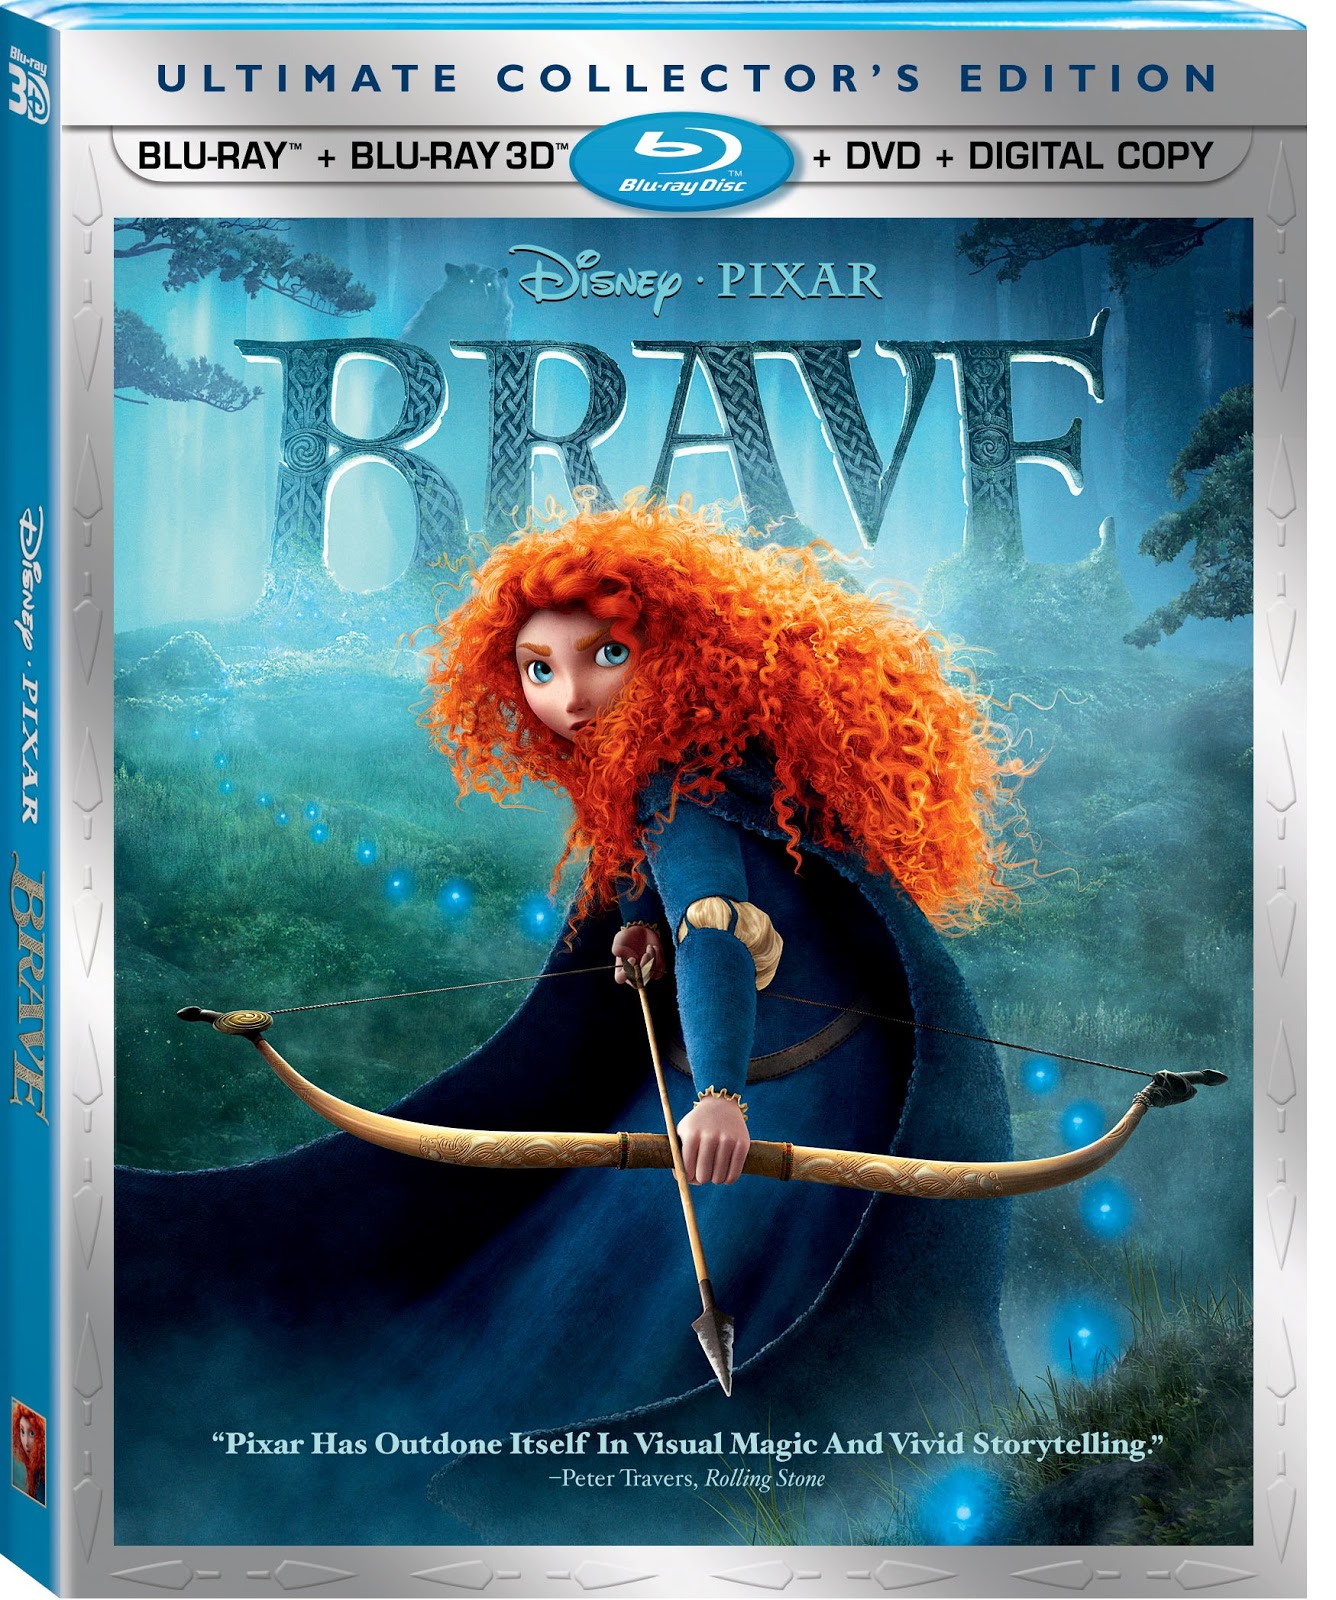 ULTIMATE COLLECTOR'S EDITION
BLU-RAY™ + BLU-RAY 3D™ Blu-ray Disc™ + DVD + DIGITAL COPY
Disney · PIXAR
BRAVE
“Pixar Has Outdone Itself In Visual Magic And Vivid Storytelling.”
–Peter Travers, Rolling Stone
Blu-ray
3D
Disney · PIXAR
BRAVE